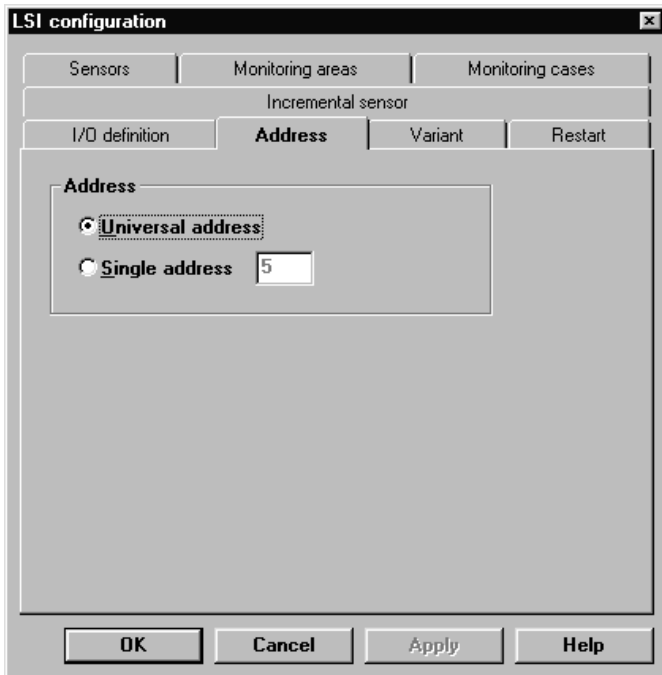 LSI configuration
Sensors Monitoring areas Monitoring cases
Incremental sensor
I/O definition Address Variant Restart
Address
Universal address
Single address 5
OK Cancel Apply Help